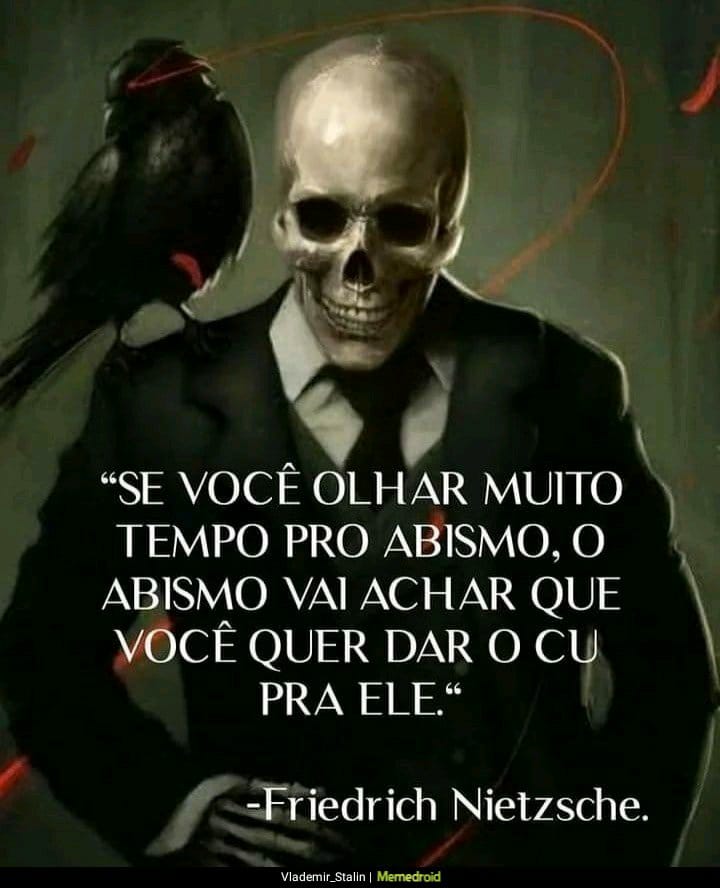 “SE VOCÊ OLHAR MUITO
TEMPO PRO ABISMO, O
ABISMO VAI ACHAR QUE
VOCÊ QUER DAR O CU
PRA ELE.“
-Friedrich Nietzsche.
Vlademir_Stalin | Memedroid